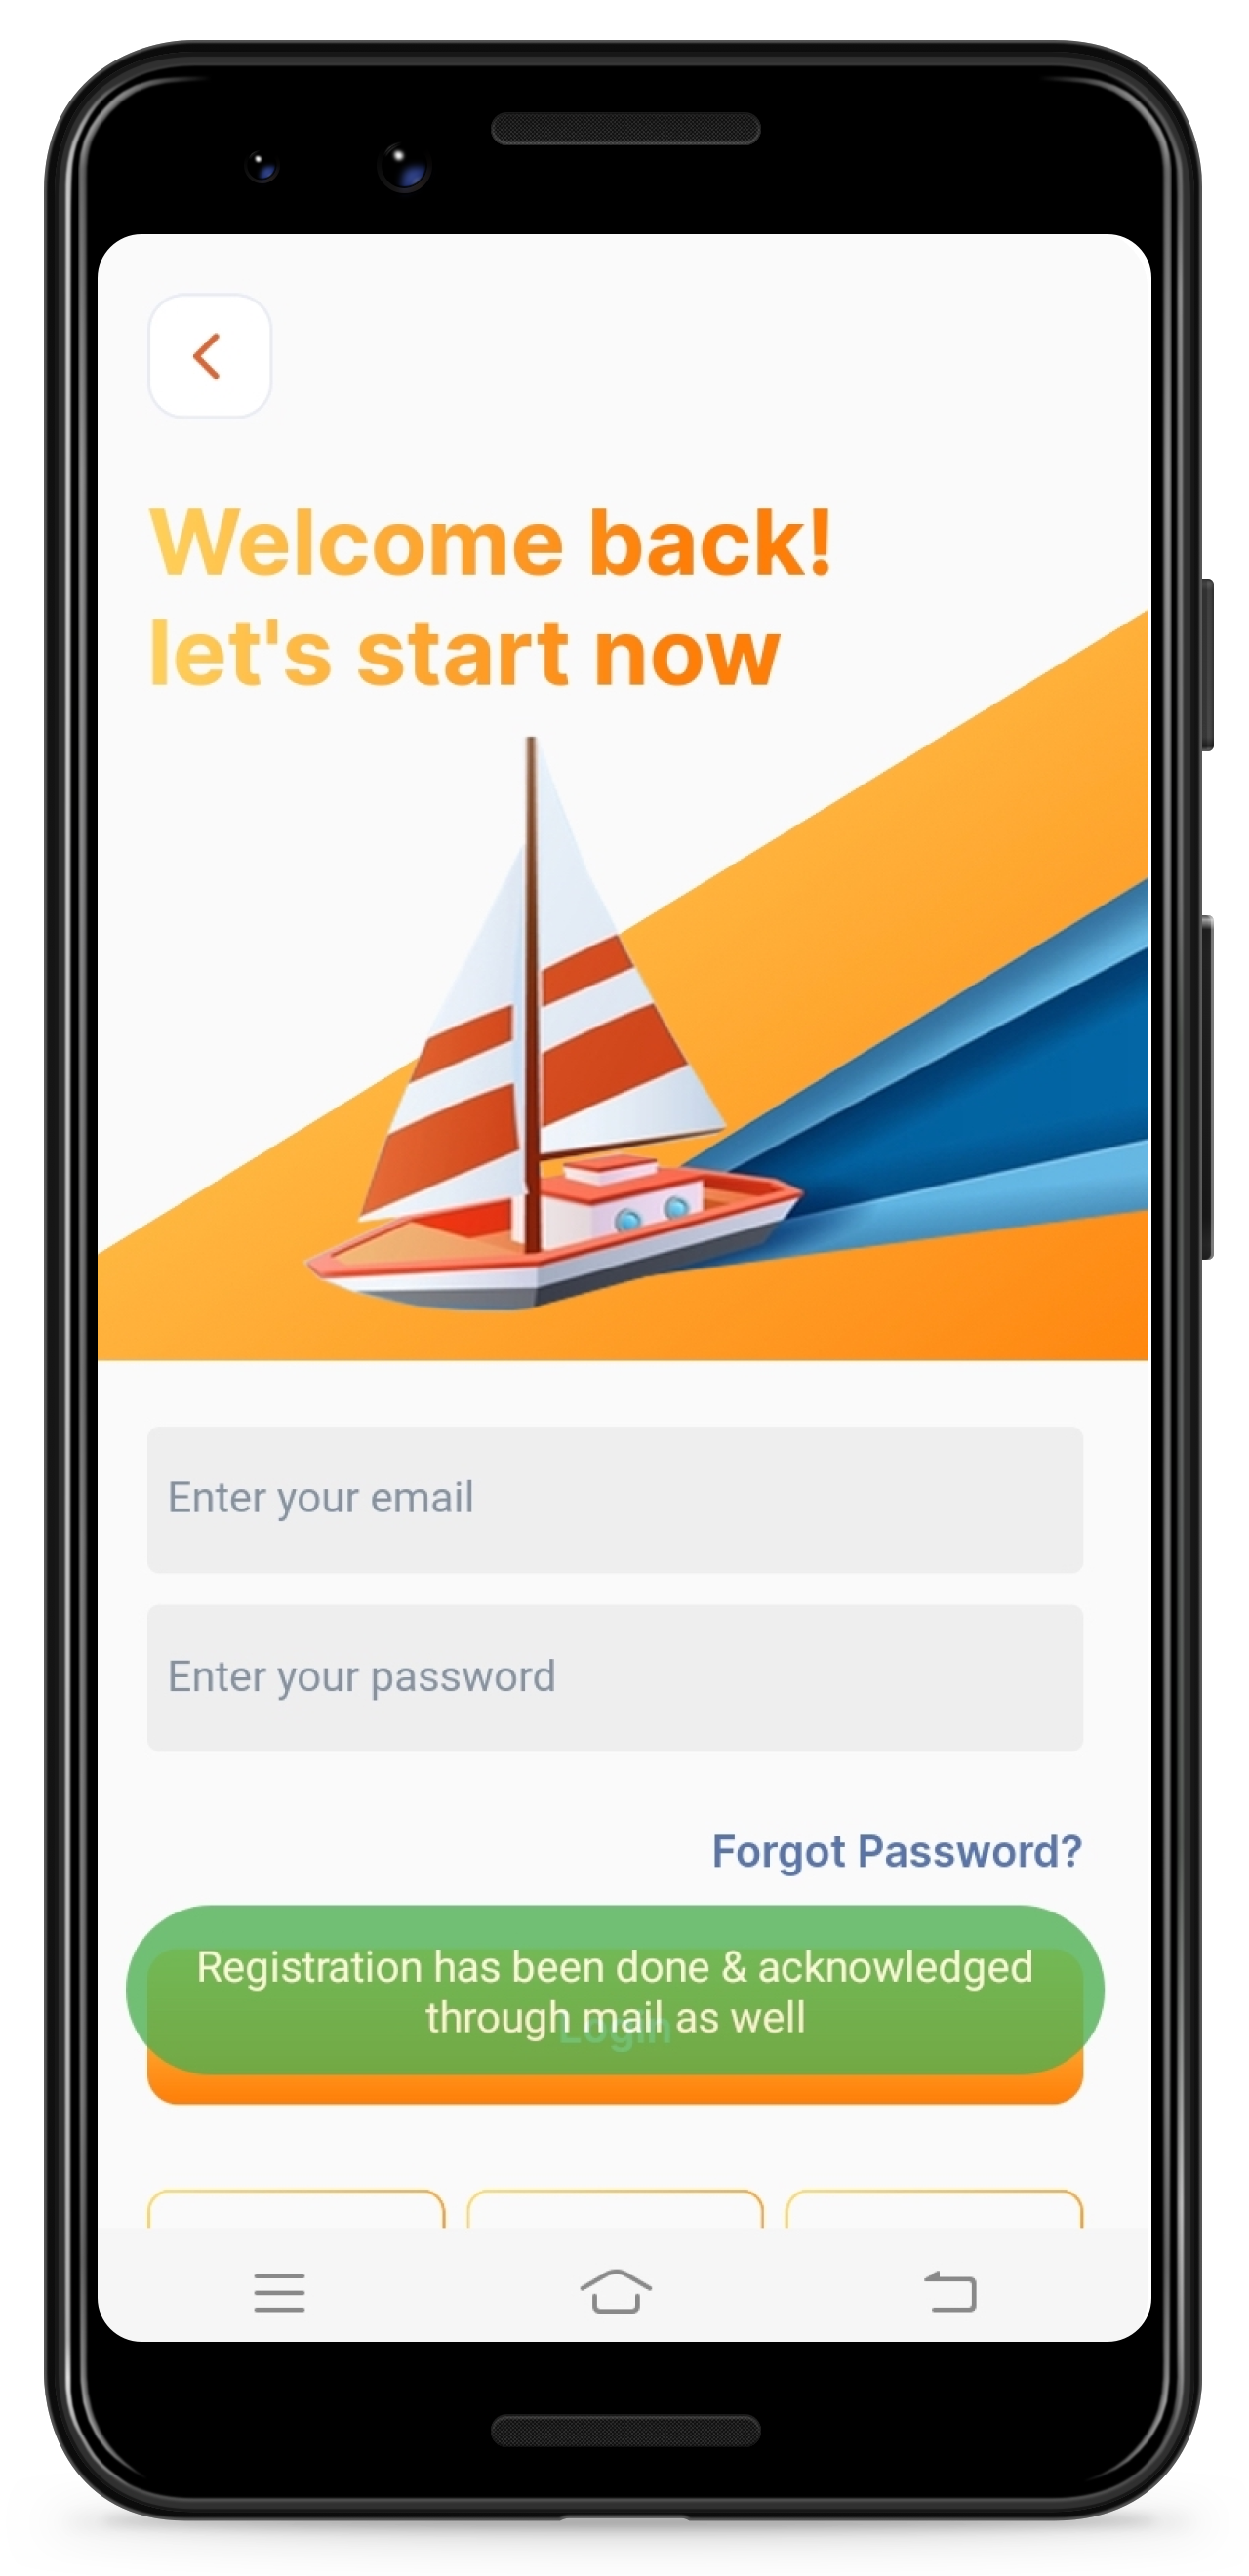 Welcome back!
let's start now
Enter your email
Enter your password
Forgot Password?
Registration has been done & acknowledged
through mail as well
Login